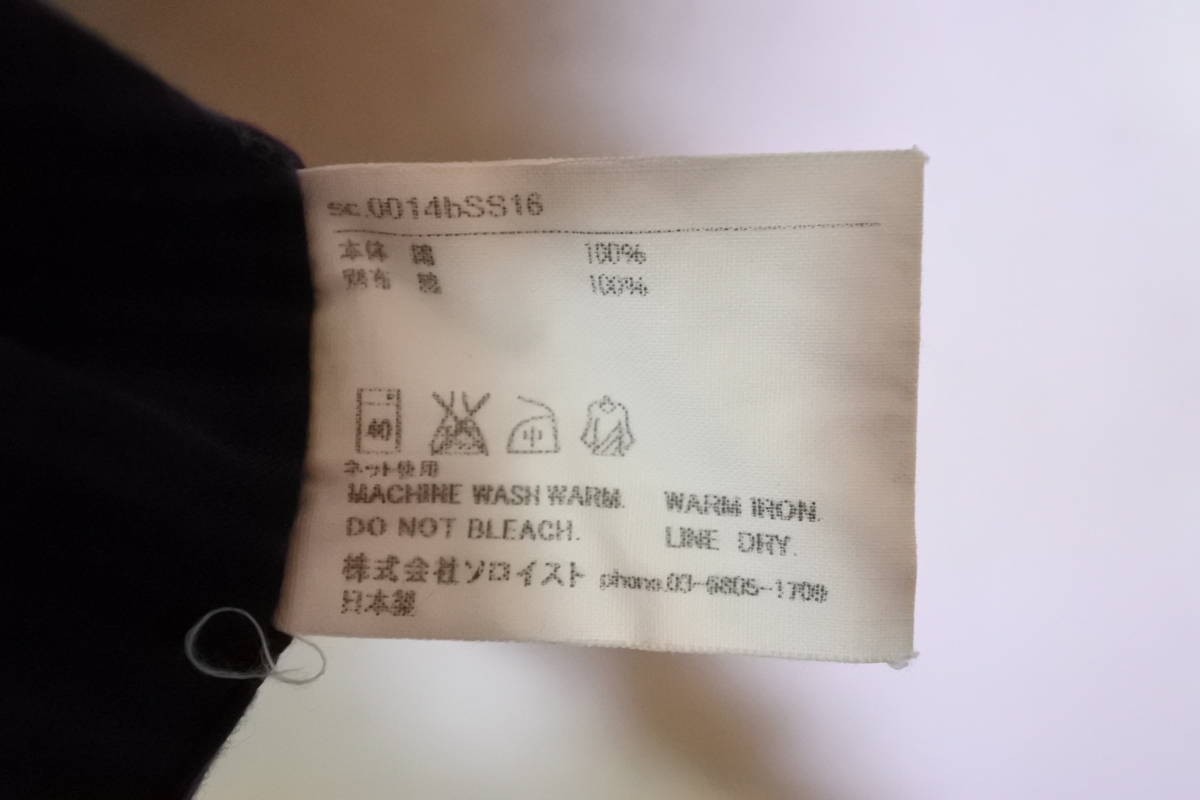 sc.0014bSS16
本体 綿 100%
別布 綿 100%
40 中
ネット使用
MACHINE WASH WARM. WARM IRON.
DO NOT BLEACH. LINE DRY.
株式会社ソロイスト phone.03-6805-1709
日本製